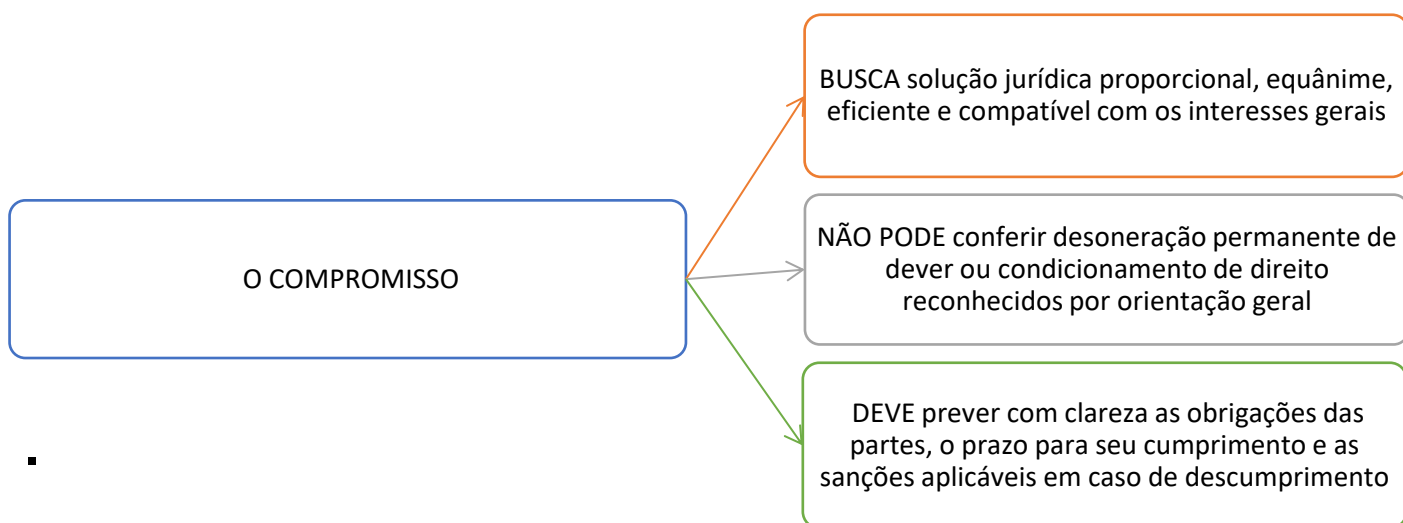 O COMPROMISSO
BUSCA solução jurídica proporcional, equânime,
eficiente e compatível com os interesses gerais
NÃO PODE conferir desoneração permanente de
dever ou condicionamento de direito
reconhecidos por orientação geral
DEVE prever com clareza as obrigações das
partes, o prazo para seu cumprimento e as
sanções aplicáveis em caso de descumprimento